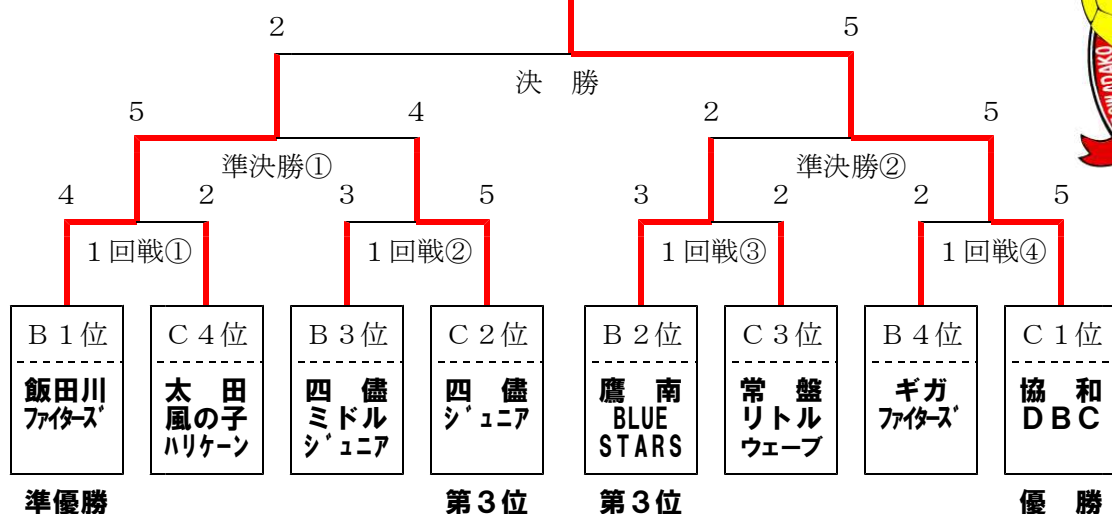 2 5
決 勝
5 4 2 5
準決勝① 準決勝②
4 2 3 5 3 2 2 5
1回戦① 1回戦② 1回戦③ 1回戦④
B1位 C4位 B3位 C2位 B2位 C3位 B4位 C1位
飯田川 太 田 四 儘 四 儘 鷹 南 常 盤 ギガ 協 和
ファイターズ 風の子 ミドル ジュニア BLUE リトル ファイターズ DBC
ハリケーン ジュニア STARS ウェーブ
準優勝 第3位 第3位 優 勝